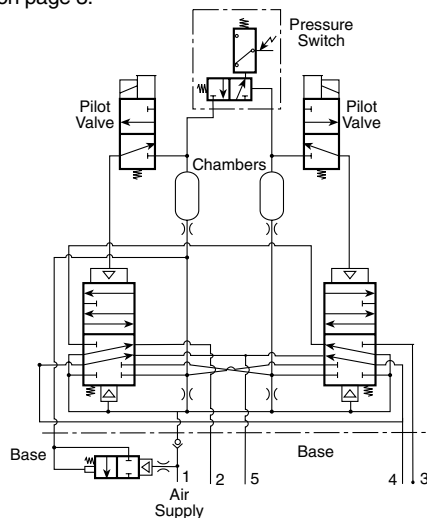 on page 8.
Pressure
Switch
Pilot
Valve
Pilot
Valve
Chambers
Base
Base
1
2
5
4
3
Air
Supply